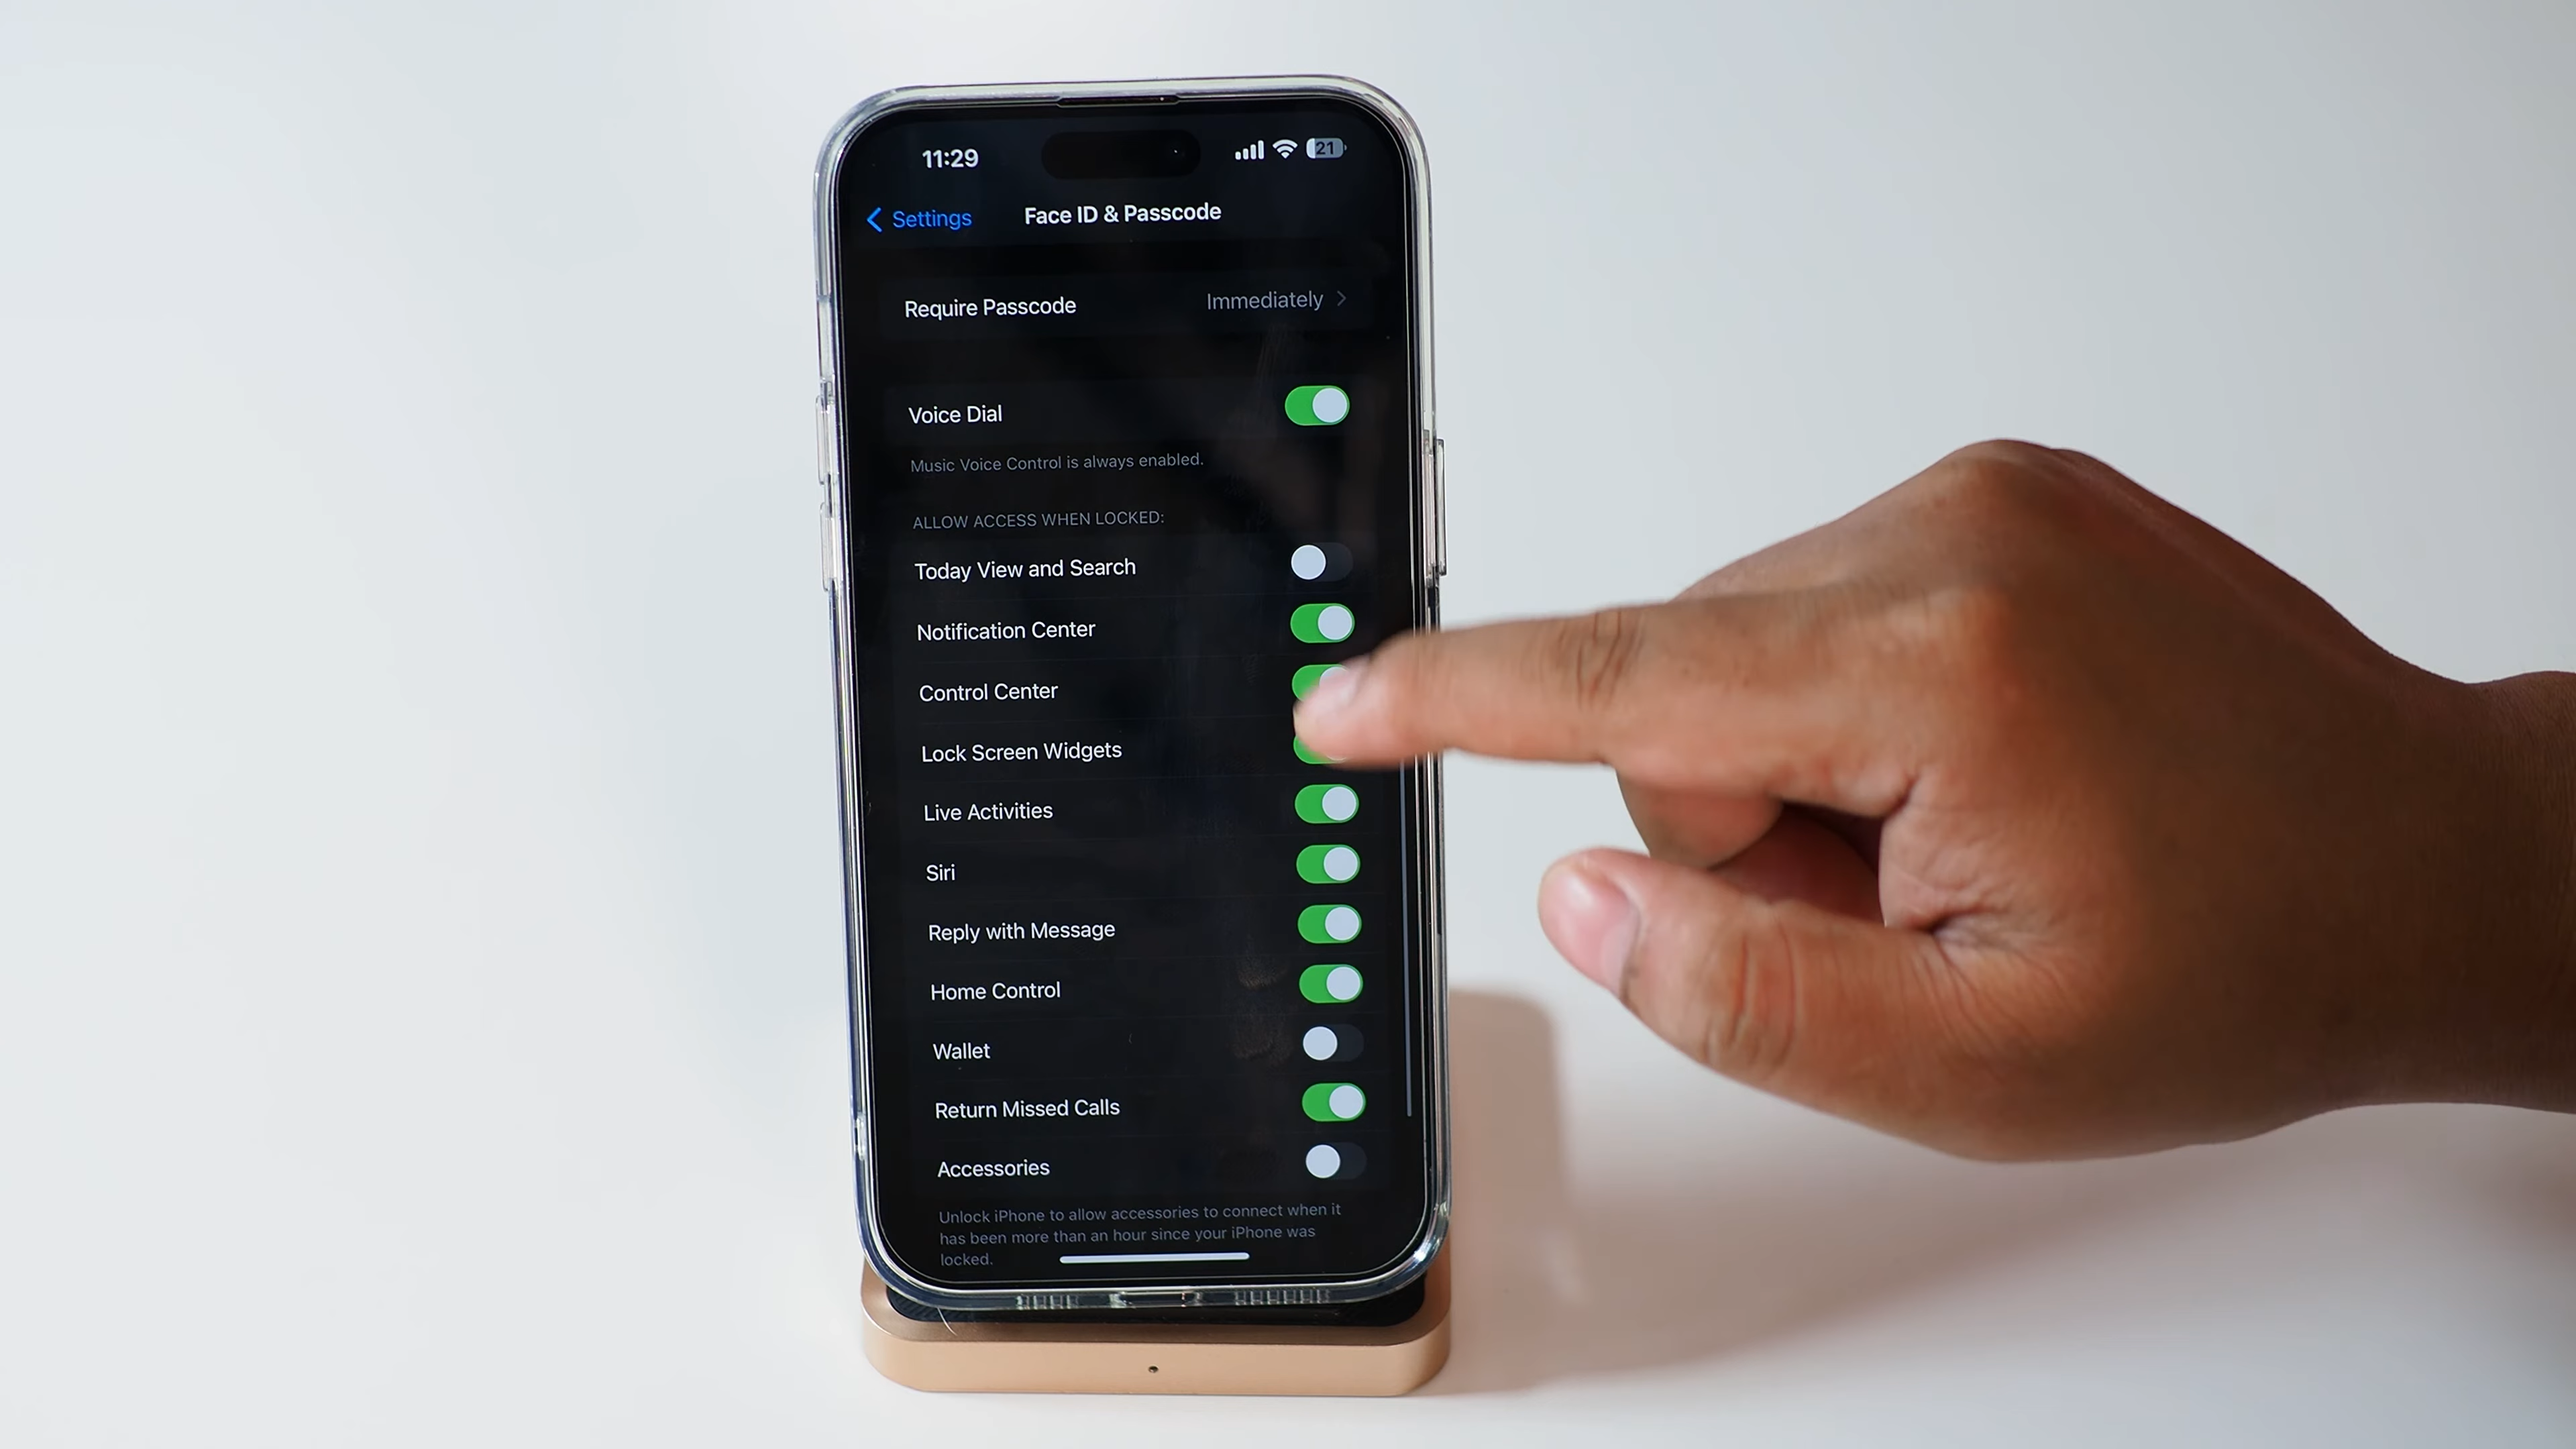 11:29 21
Settings Face ID & Passcode
Require Passcode Immediately
Voice Dial
Music Voice Control is always enabled.
ALLOW ACCESS WHEN LOCKED:
Today View and Search
Notification Center
Control Center
Lock Screen Widgets
Live Activities
Siri
Reply with Message
Home Control
Wallet
Return Missed Calls
Accessories
Unlock iPhone to allow accessories to connect when it
has been more than an hour since your iPhone was
locked.